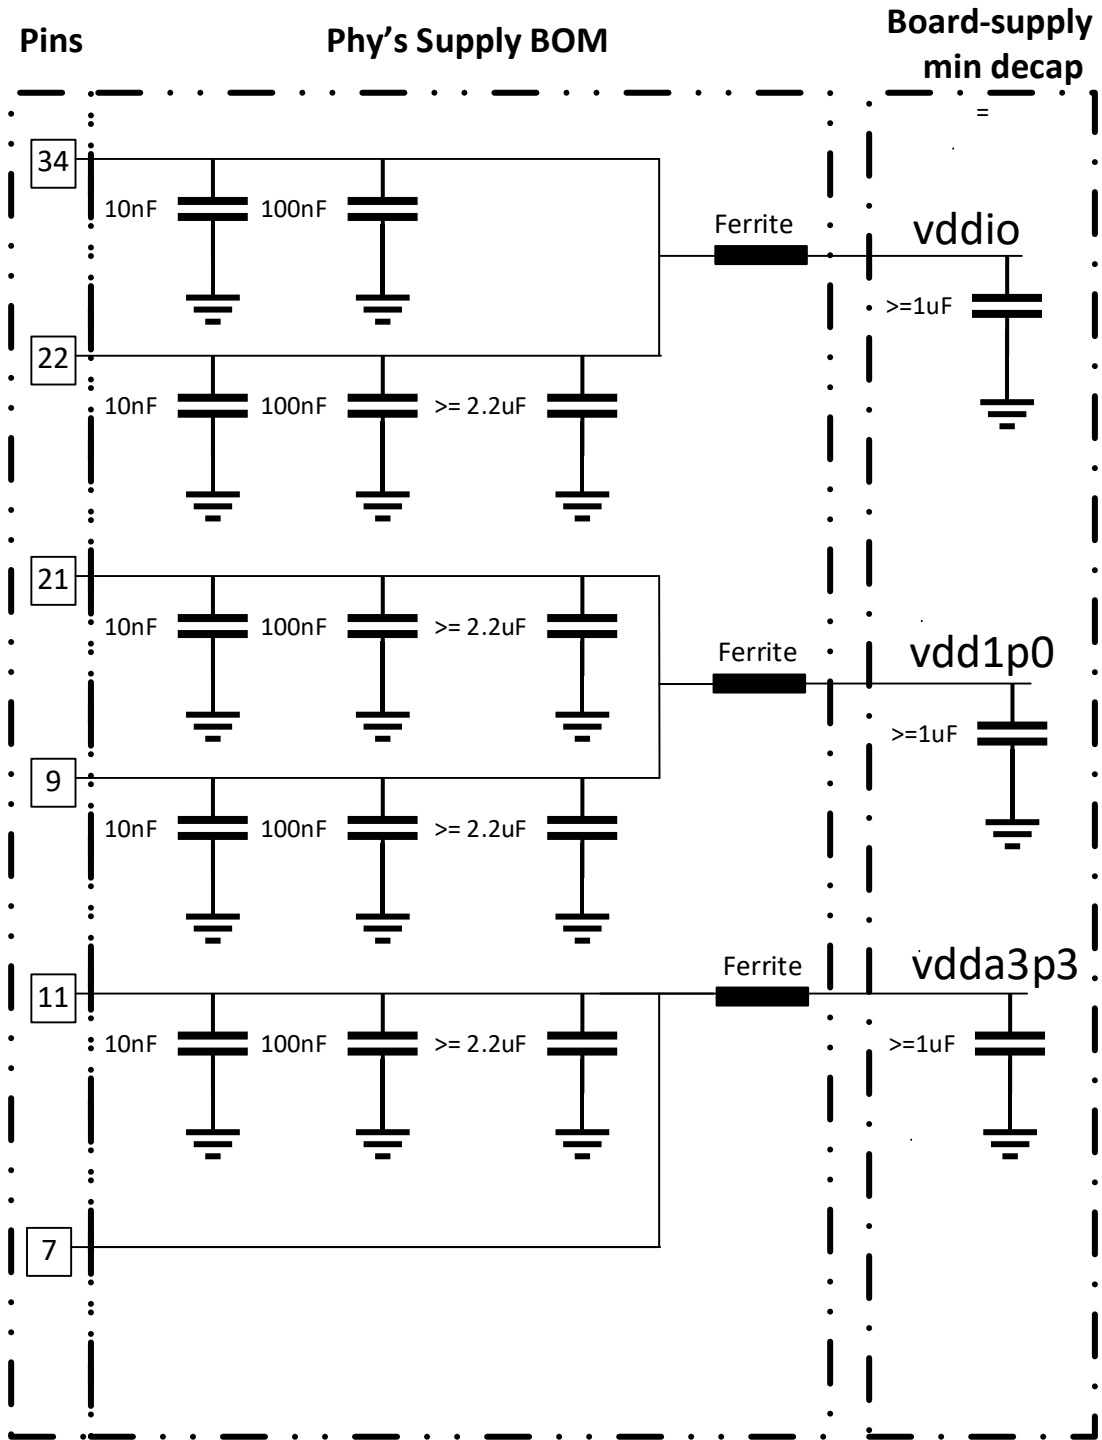 Pins
Phy’s Supply BOM
Board-supply
min decap
=
34
10nF
100nF
Ferrite
vddio
>=1uF
22
10nF
100nF
>= 2.2uF
21
10nF
100nF
>= 2.2uF
Ferrite
vdd1p0
>=1uF
9
10nF
100nF
>= 2.2uF
Ferrite
vdda3p3
11
10nF
100nF
>= 2.2uF
>=1uF
7